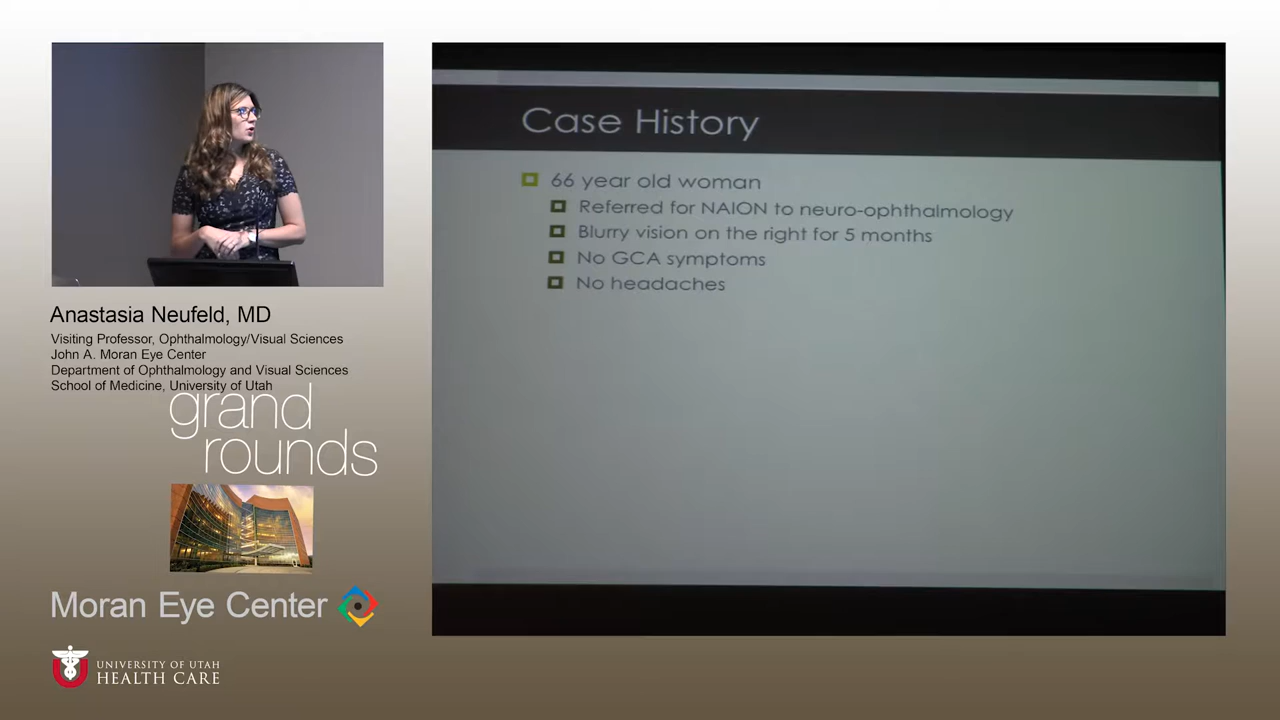 Case History
66 year old woman
Referred for NAION to neuro-ophthalmology
Blurry vision on the right for 5 months
No GCA symptoms
No headaches
Anastasia Neufeld, MD
Visiting Professor, Ophthalmology/Visual Sciences
John A. Moran Eye Center
Department of Ophthalmology and Visual Sciences
School of Medicine, University of Utah
grand
rounds
Moran Eye Center
UNIVERSITY OF UTAH
HEALTH CARE